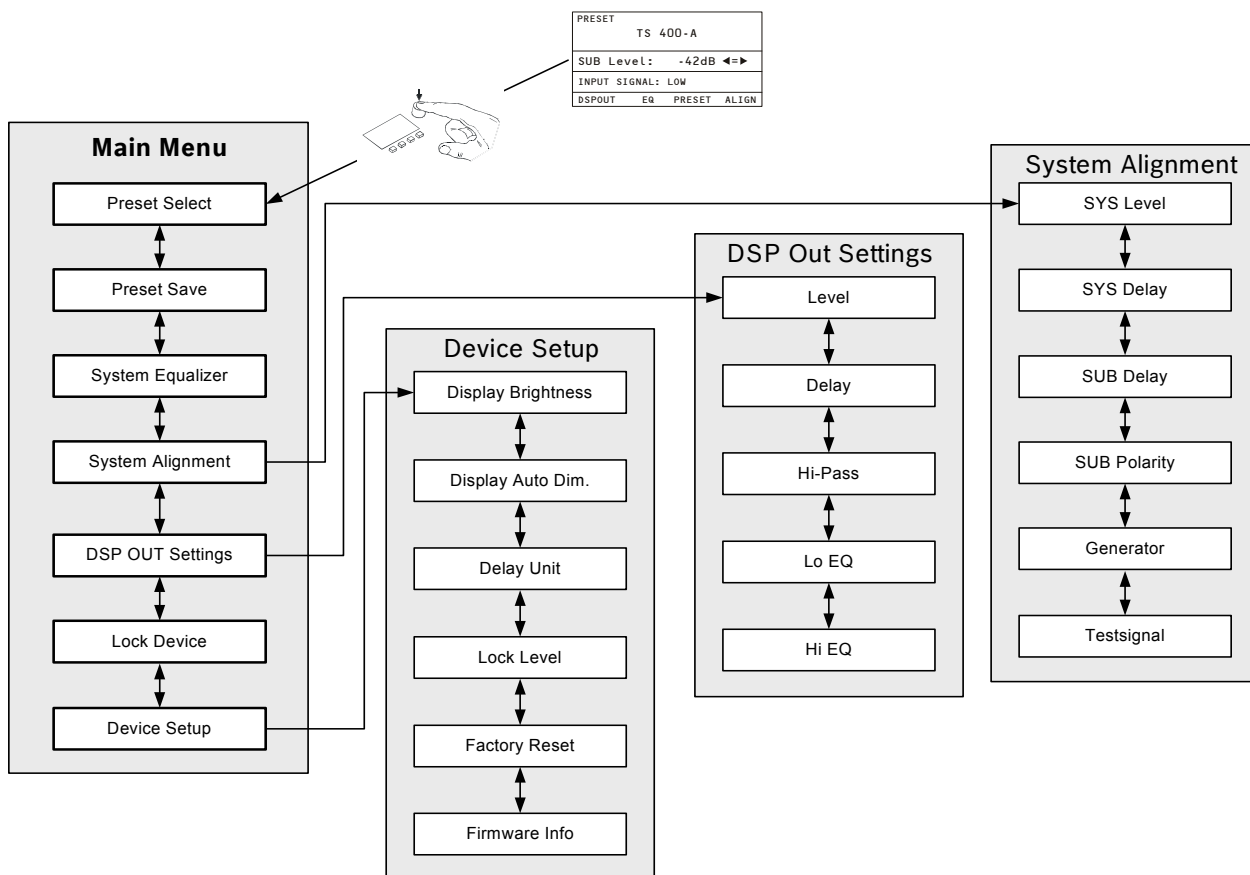 PRESET
TS 400-A
SUB Level: -42dB ◄=►
INPUT SIGNAL: LOW
DSPOUT EQ PRESET ALIGN
Main Menu
Preset Select
Preset Save
System Equalizer
System Alignment
DSP OUT Settings
Lock Device
Device Setup
Device Setup
Display Brightness
Display Auto Dim.
Delay Unit
Lock Level
Factory Reset
Firmware Info
DSP Out Settings
Level
Delay
Hi-Pass
Lo EQ
Hi EQ
System Alignment
SYS Level
SYS Delay
SUB Delay
SUB Polarity
Generator
Testsignal